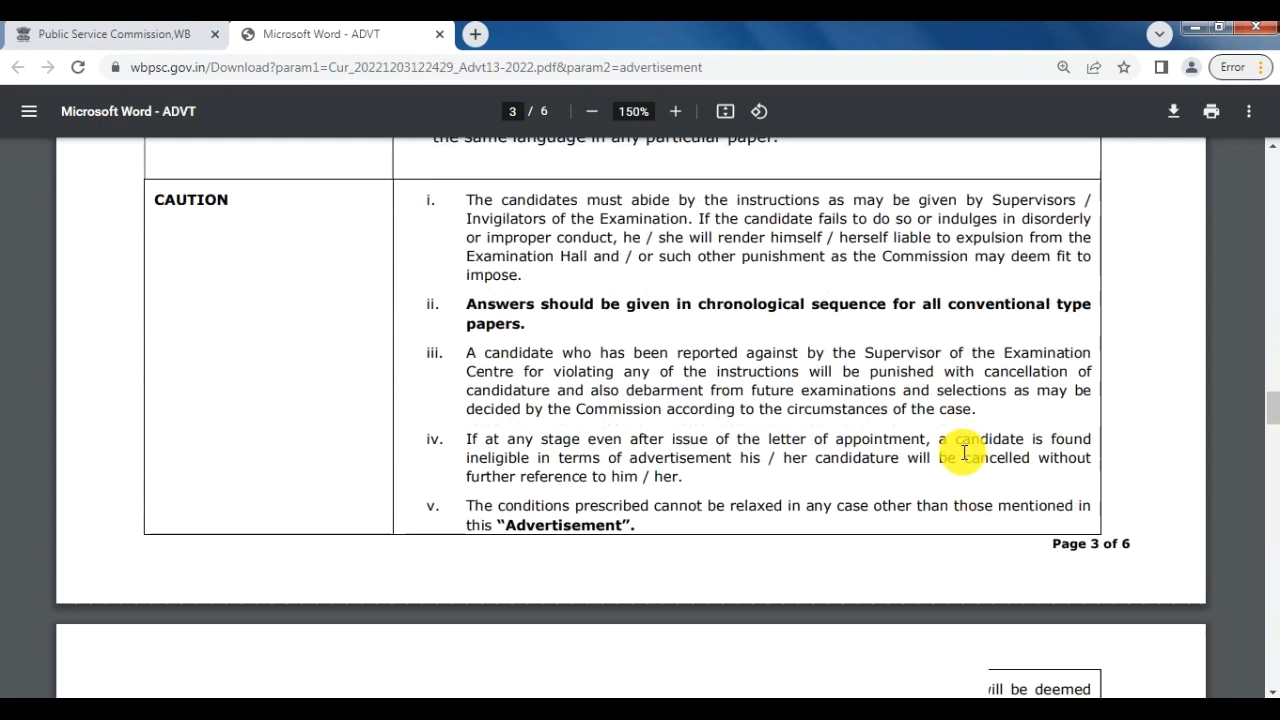 Public Service Commission,WB
Microsoft Word - ADVT
wbpsc.gov.in/Download?param1=Cur_20221203122429_Advt13-2022.pdf&param2=advertisement
Error
Microsoft Word - ADVT
3 / 6
150%
the same language in any particular paper.
CAUTION
i. The candidates must abide by the instructions as may be given by Supervisors /
Invigilators of the Examination. If the candidate fails to do so or indulges in disorderly
or improper conduct, he / she will render himself / herself liable to expulsion from the
Examination Hall and / or such other punishment as the Commission may deem fit to
impose.
ii. Answers should be given in chronological sequence for all conventional type
papers.
iii. A candidate who has been reported against by the Supervisor of the Examination
Centre for violating any of the instructions will be punished with cancellation of
candidature and also debarment from future examinations and selections as may be
decided by the Commission according to the circumstances of the case.
iv. If at any stage even after issue of the letter of appointment, a candidate is found
ineligible in terms of advertisement his / her candidature will be cancelled without
further reference to him / her.
v. The conditions prescribed cannot be relaxed in any case other than those mentioned in
this “Advertisement”.
Page 3 of 6
will be deemed